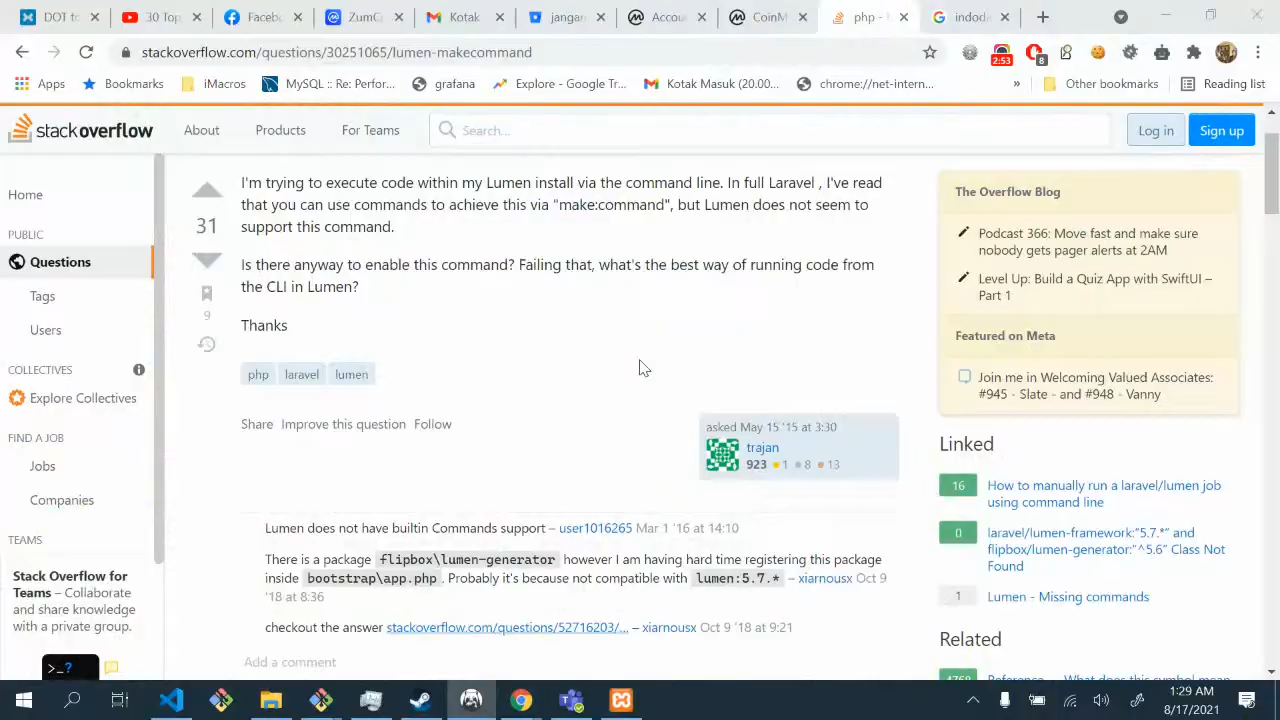 DOT to
30 Top
Faceb
ZumC
Kotak
jangan
Accou
CoinM
php -
indod
stackoverflow.com/questions/30251065/lumen-makecommand
2:53
8
Apps
Bookmarks
iMacros
MySQL :: Re: Perfor...
grafana
Explore - Google Tr...
Kotak Masuk (20.00...
chrome://net-intern...
»
Other bookmarks
Reading list
stackoverflow
About
Products
For Teams
Search...
Log in
Sign up
Home
PUBLIC
Questions
Tags
Users
COLLECTIVES
Explore Collectives
FIND A JOB
Jobs
Companies
TEAMS
Stack Overflow for
Teams – Collaborate
and share knowledge
with a private group.
>_?
31
9
I'm trying to execute code within my Lumen install via the command line. In full Laravel , I've read
that you can use commands to achieve this via "make:command", but Lumen does not seem to
support this command.
Is there anyway to enable this command? Failing that, what's the best way of running code from
the CLI in Lumen?
Thanks
php
laravel
lumen
Share
Improve this question
Follow
asked May 15 '15 at 3:30
trajan
923 1 8 13
Lumen does not have builtin Commands support – user1016265 Mar 1 '16 at 14:10
There is a package flipbox\lumen-generator however I am having hard time registering this package
inside bootstrap\app.php . Probably it's because not compatible with lumen:5.7.* – xiarnousx Oct 9
'18 at 8:36
checkout the answer stackoverflow.com/questions/52716203/... – xiarnousx Oct 9 '18 at 9:21
Add a comment
The Overflow Blog
Podcast 366: Move fast and make sure
nobody gets pager alerts at 2AM
Level Up: Build a Quiz App with SwiftUI –
Part 1
Featured on Meta
Join me in Welcoming Valued Associates:
#945 - Slate - and #948 - Vanny
Linked
16
How to manually run a laravel/lumen job
using command line
0
laravel/lumen-framework:"5.7.*" and
flipbox/lumen-generator:"^5.6" Class Not
Found
1
Lumen - Missing commands
Related
1:29 AM
8/17/2021